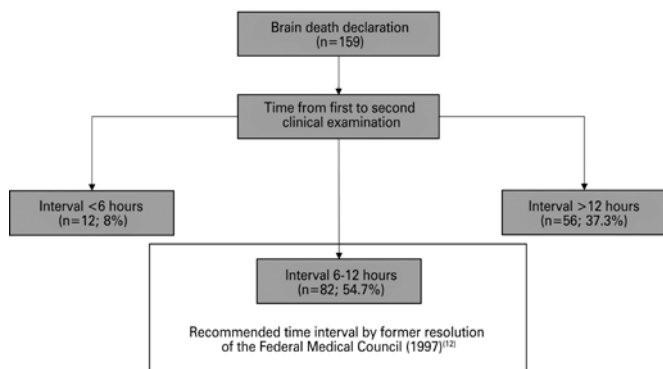 Brain death declaration
(n=159)
Time from first to second
clinical examination
Interval <6 hours
(n=12; 8%)
Interval >12 hours
(n=56; 37.3%)
Interval 6-12 hours
(n=82; 54.7%)
Recommended time interval by former resolution
of the Federal Medical Council (1997)(12)